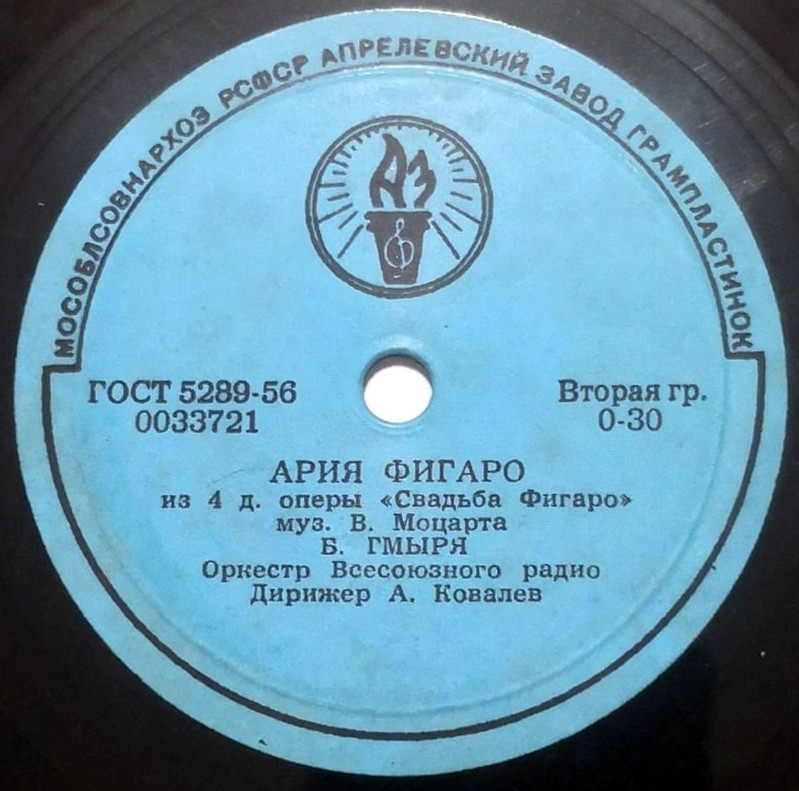 МОСОБЛСОВНАРХОЗ РСФСР АПРЕЛЕВСКИЙ ЗАВОД ГРАМПЛАСТИНОК
АЗ
ГОСТ 5289-56
0033721
Вторая гр.
0-30
АРИЯ ФИГАРО
из 4 д. оперы «Свадьба Фигаро»
муз. В. Моцарта
Б. ГМЫРЯ
Оркестр Всесоюзного радио
Дирижер А. Ковалев